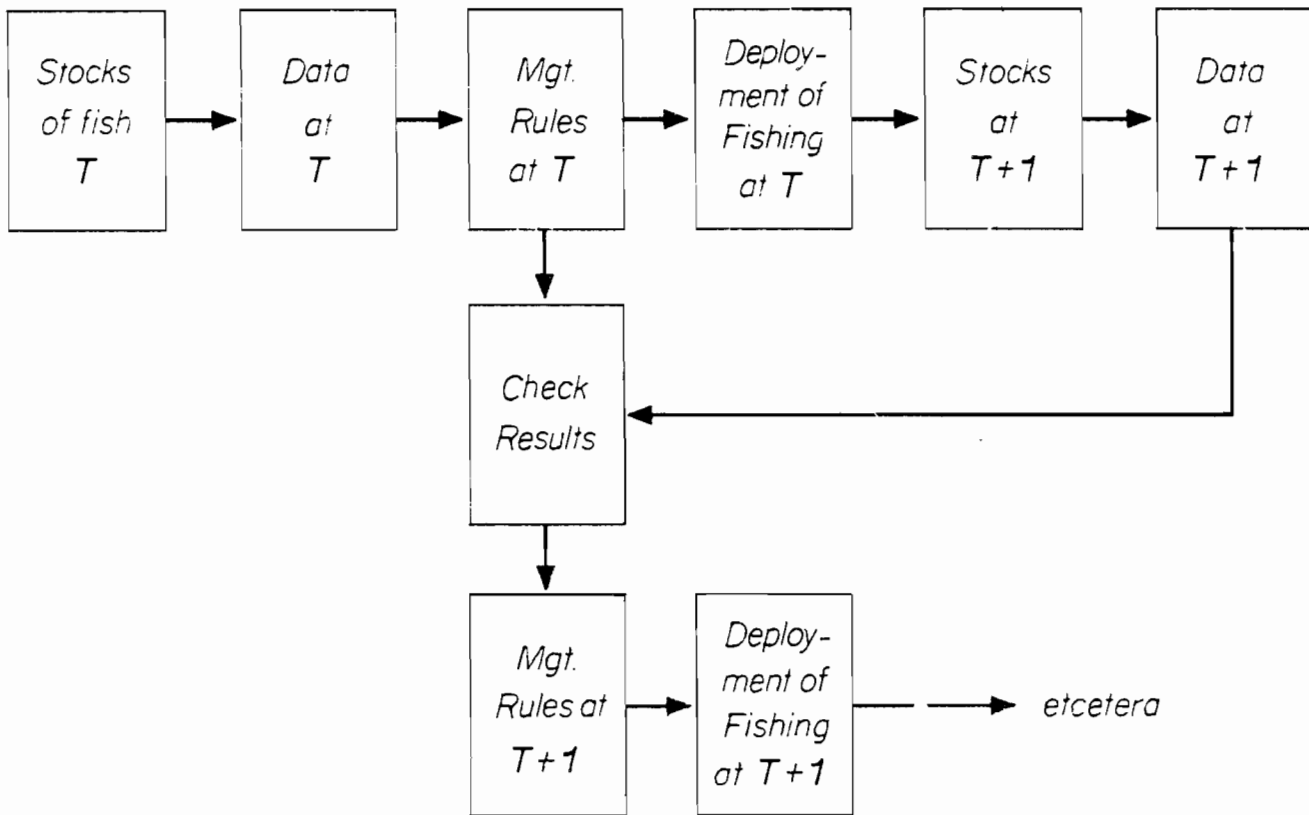 Stocks
of fish
T
Data
at
T
Mgt.
Rules
at T
Deploy-
ment of
Fishing
at T
Stocks
at
T+1
Data
at
T+1
Check
Results
Mgt.
Rules at
T+1
Deploy-
ment of
Fishing
at T+1
etcetera